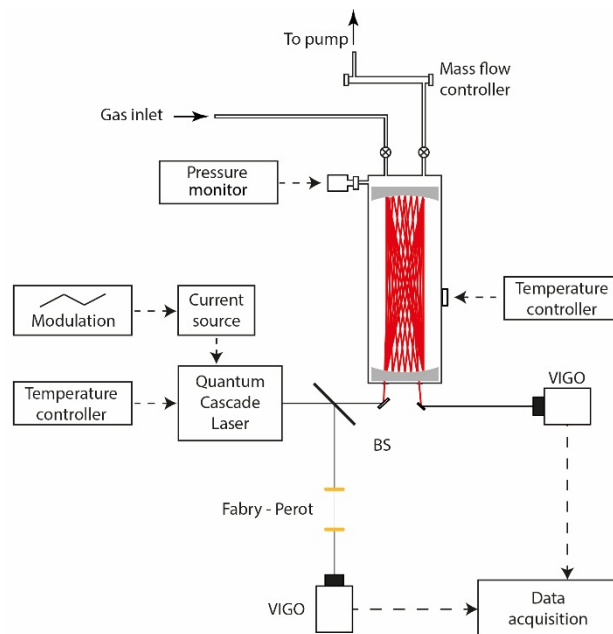 To pump
Mass flow
controller
Gas inlet
Pressure
monitor
Temperature
controller
Modulation
Current
source
Temperature
controller
Quantum
Cascade
Laser
VIGO
BS
Fabry - Perot
VIGO
Data
acquisition